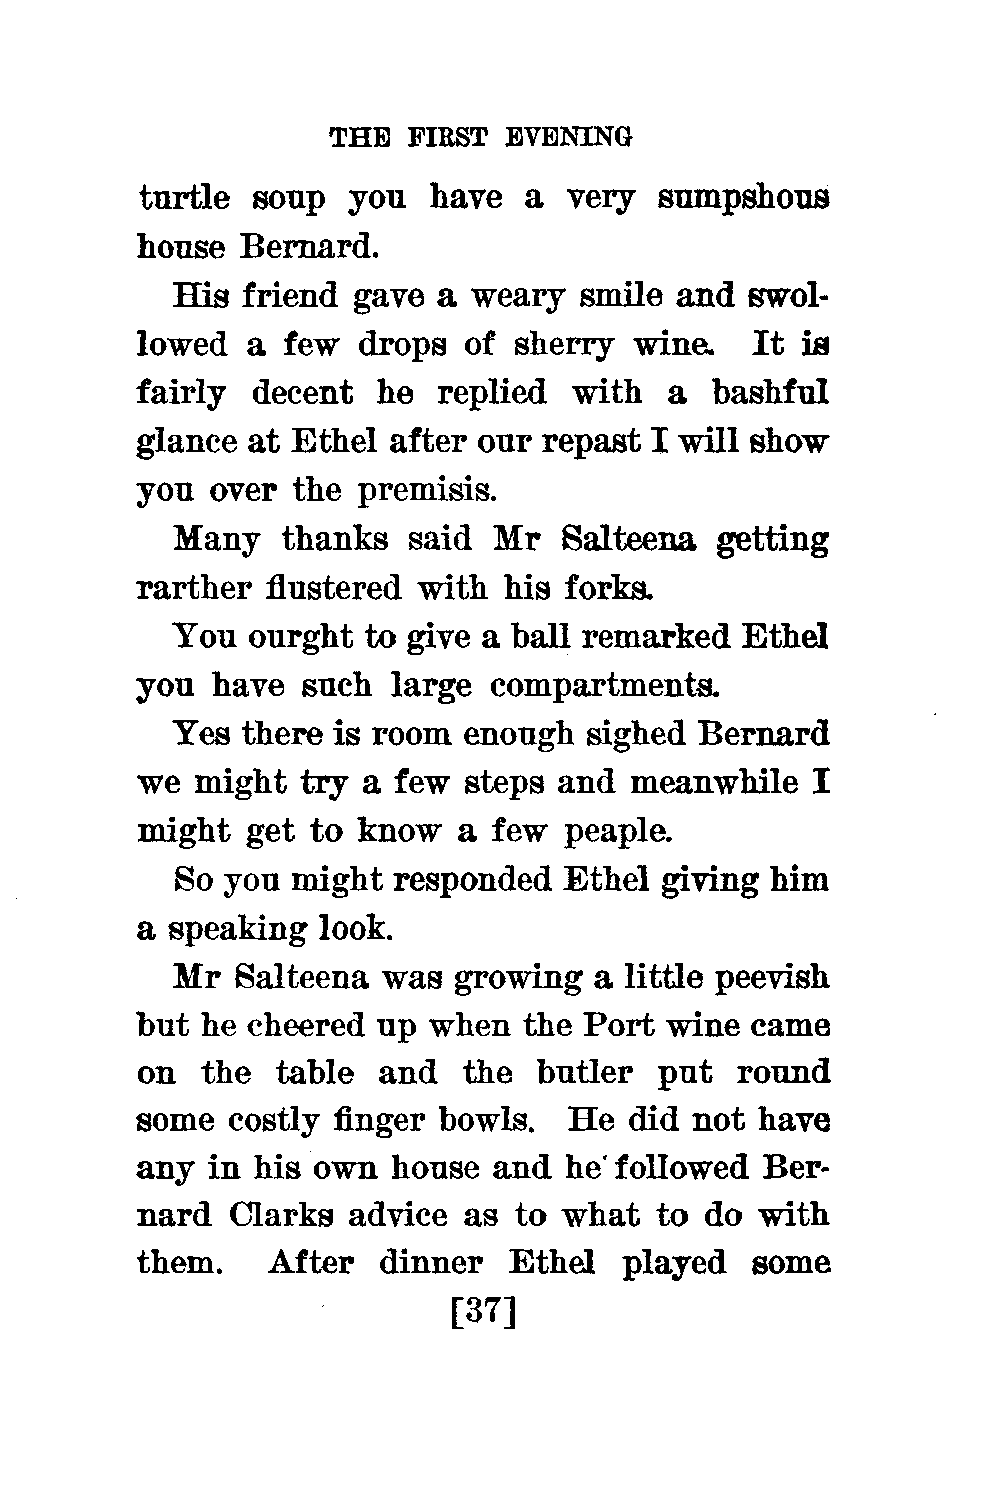 THE FIRST EVENING
turtle soup you have a very sumpshous
house Bernard.
His friend gave a weary smile and swol-
lowed a few drops of sherry wine. It is
fairly decent he replied with a bashful
glance at Ethel after our repast I will show
you over the premisis.
Many thanks said Mr Salteena getting
rarther flustered with his forks.
You ourght to give a ball remarked Ethel
you have such large compartments.
Yes there is room enough sighed Bernard
we might try a few steps and meanwhile I
might get to know a few peaple.
So you might responded Ethel giving him
a speaking look.
Mr Salteena was growing a little peevish
but he cheered up when the Port wine came
on the table and the butler put round
some costly finger bowls. He did not have
any in his own house and he followed Ber-
nard Clarks advice as to what to do with
them. After dinner Ethel played some
[37]